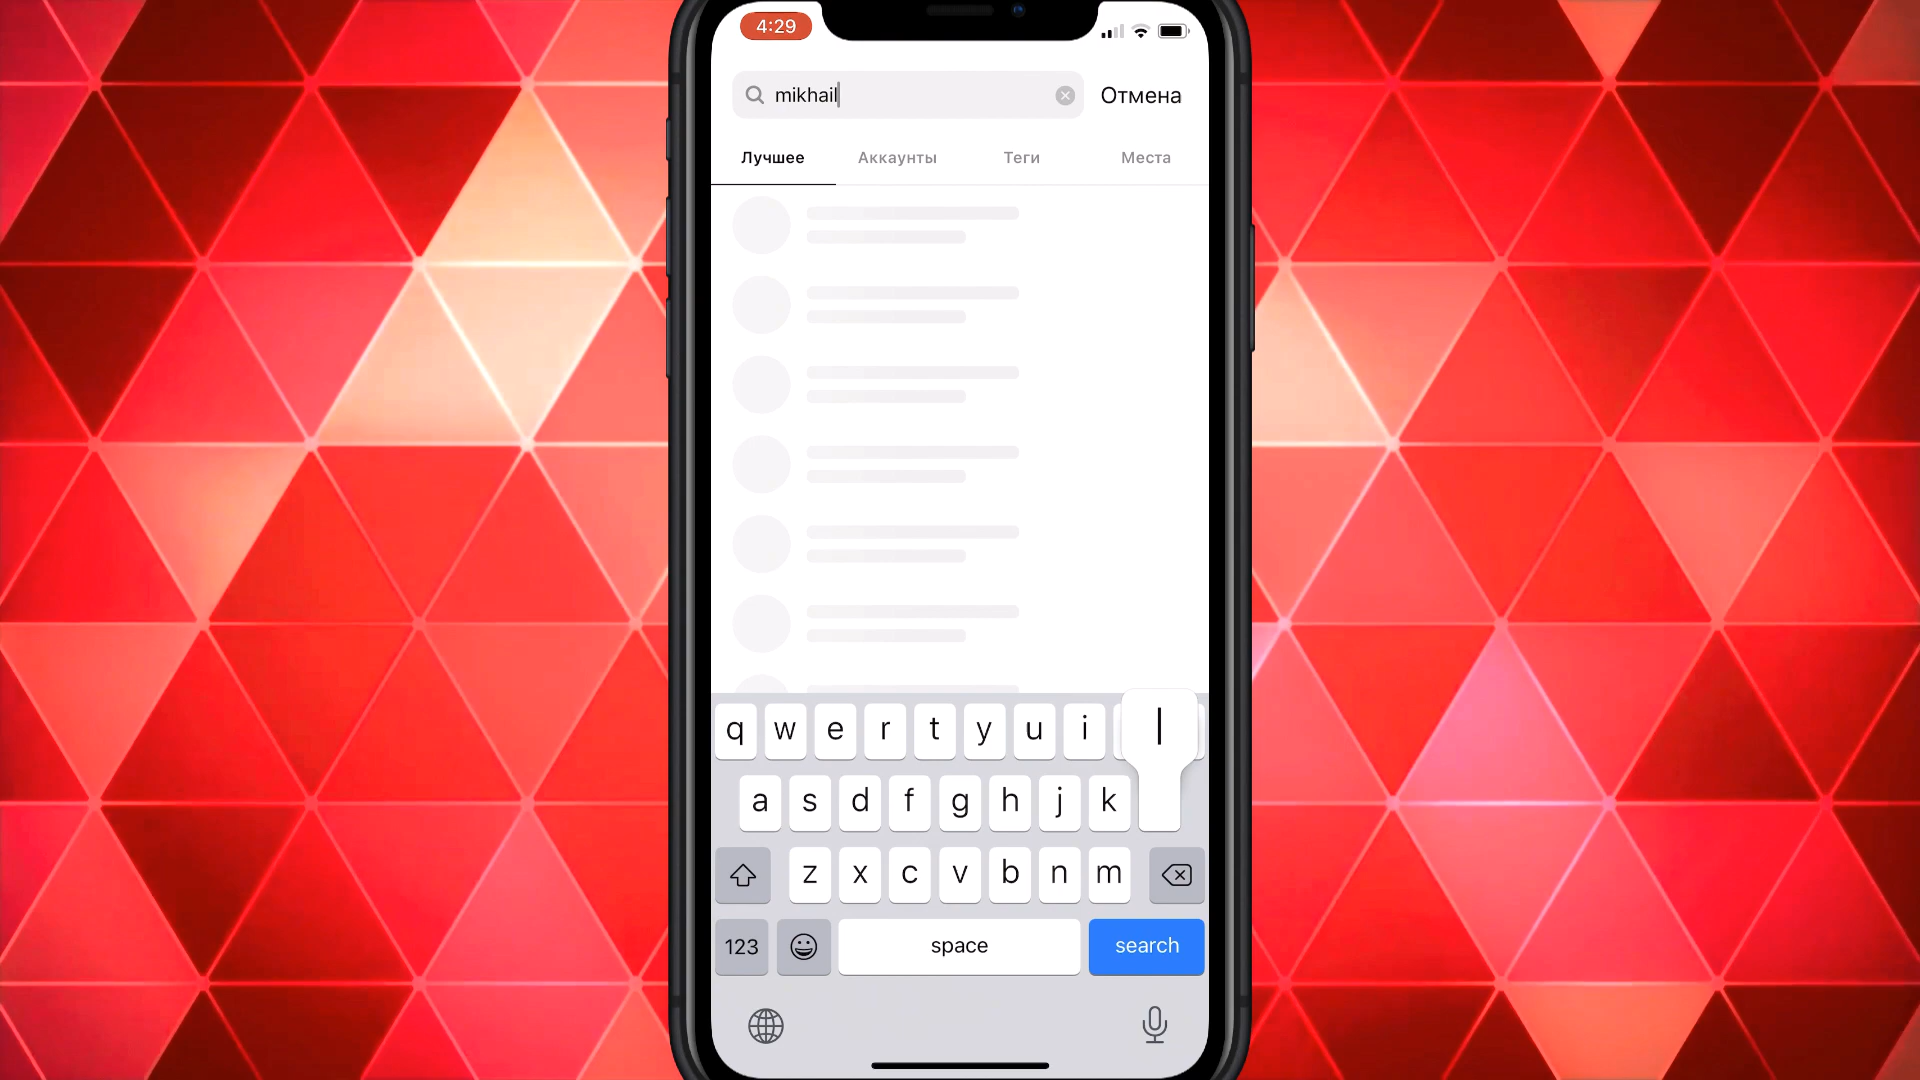 4:29
mikhail
Отмена
Лучшее Аккаунты Теги Места
q w e r t y u i l
a s d f g h j k
z x c v b n m
123 space search